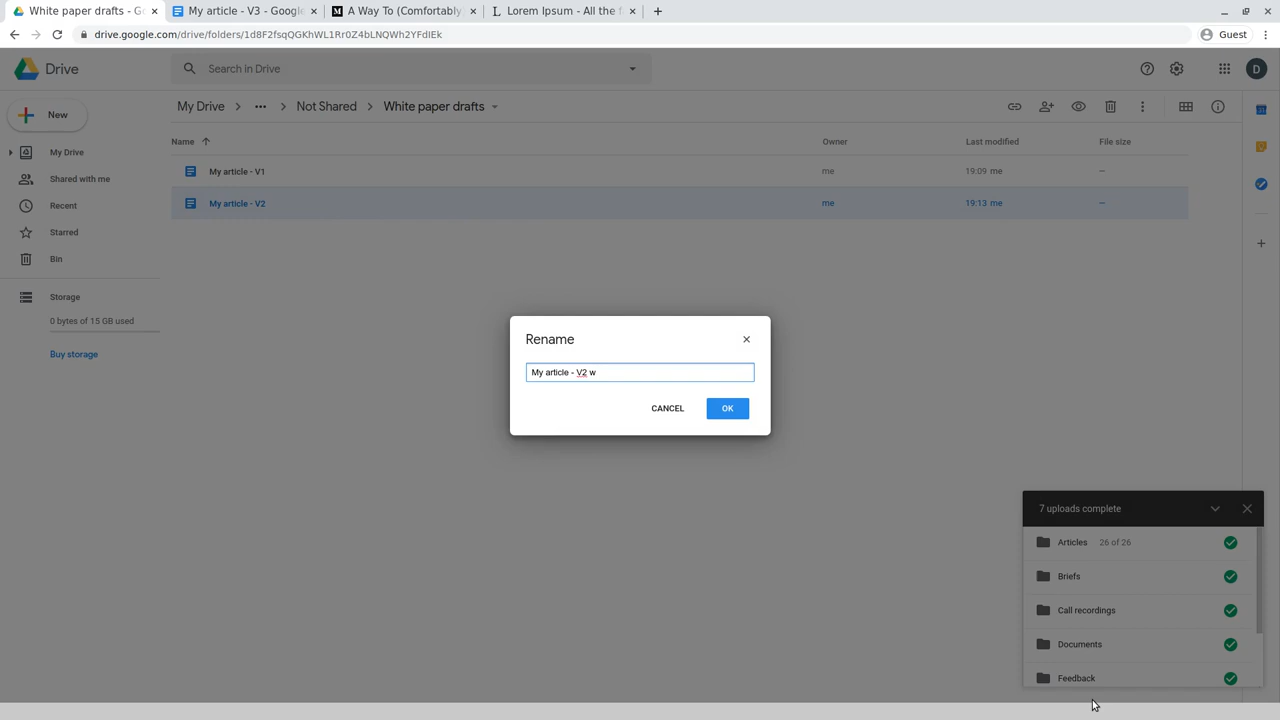 White paper drafts - G
My article - V3 - Google
A Way To (Comfortably
Lorem Ipsum - All the f
drive.google.com/drive/folders/1d8F2fsqQGKhWL1Rr0Z4bLNQWh2YFdIEk
Guest
Drive
Search in Drive
D
New
My Drive
Not Shared
White paper drafts
Name
Owner
Last modified
File size
My article - V1
me
19:09 me
–
My article - V2
me
19:13 me
–
My Drive
Shared with me
Recent
Starred
Bin
Storage
0 bytes of 15 GB used
Buy storage
Rename
My article - V2 w
CANCEL
OK
7 uploads complete
Articles 26 of 26
Briefs
Call recordings
Documents
Feedback